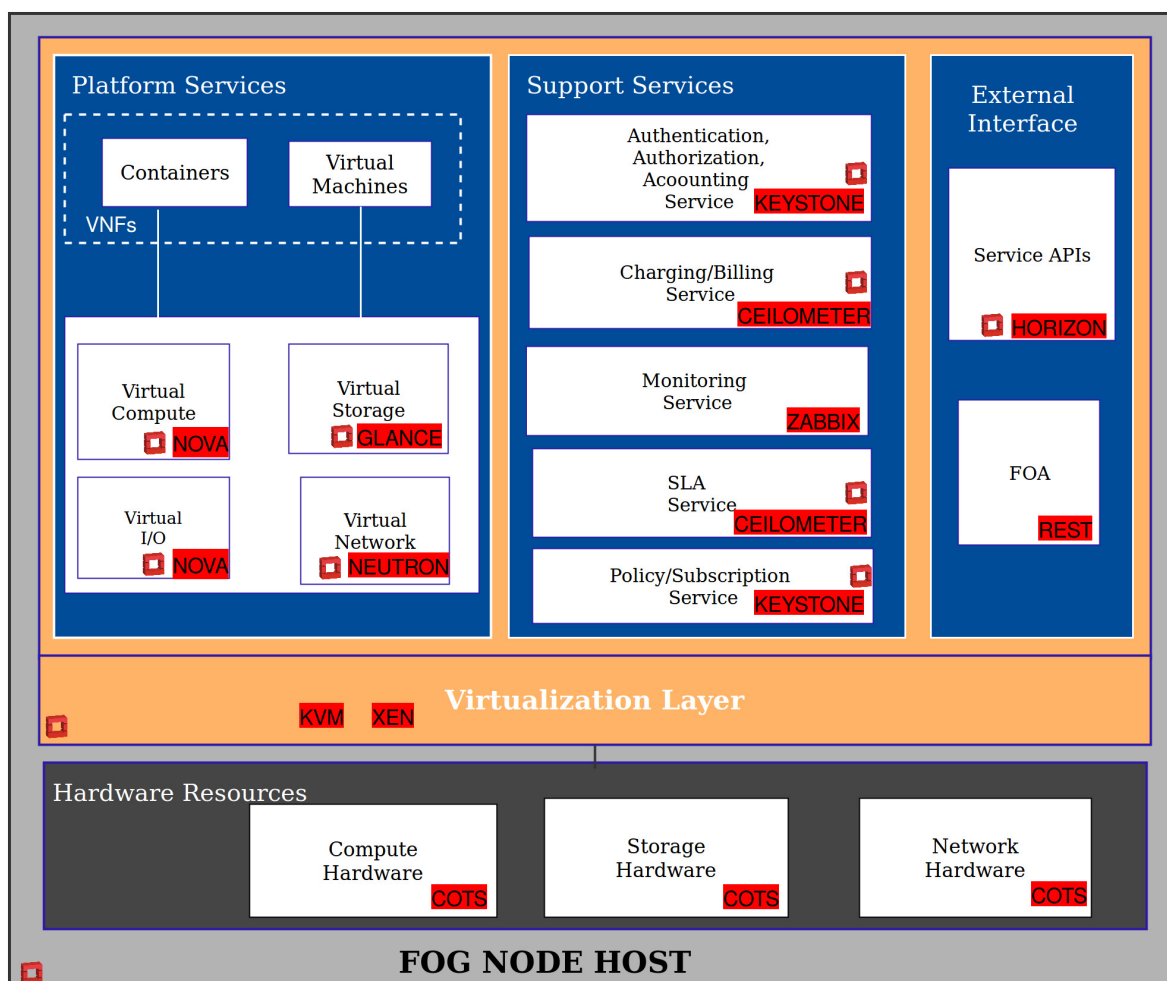 Platform Services
Containers
Virtual
Machines
VNFs
Virtual
Compute
NOVA
Virtual
Storage
GLANCE
Virtual
I/O
NOVA
Virtual
Network
NEUTRON
Support Services
Authentication,
Authorization,
Acoounting
Service
KEYSTONE
Charging/Billing
Service
CEILOMETER
Monitoring
Service
ZABBIX
SLA
Service
CEILOMETER
Policy/Subscription
Service
KEYSTONE
External
Interface
Service APIs
HORIZON
FOA
REST
Virtualization Layer
KVM
XEN
Hardware Resources
Compute
Hardware
COTS
Storage
Hardware
COTS
Network
Hardware
COTS
FOG NODE HOST